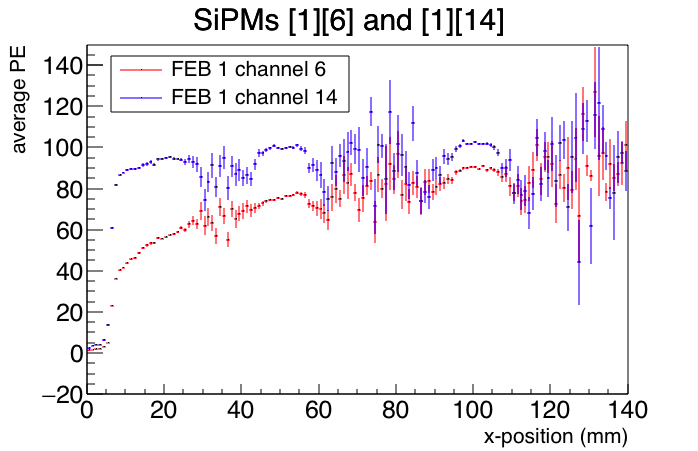 SiPMs [1][6] and [1][14]
average PE
FEB 1 channel 6
FEB 1 channel 14
140
120
100
80
60
40
20
0
−20
0 20 40 60 80 100 120 140
x-position (mm)